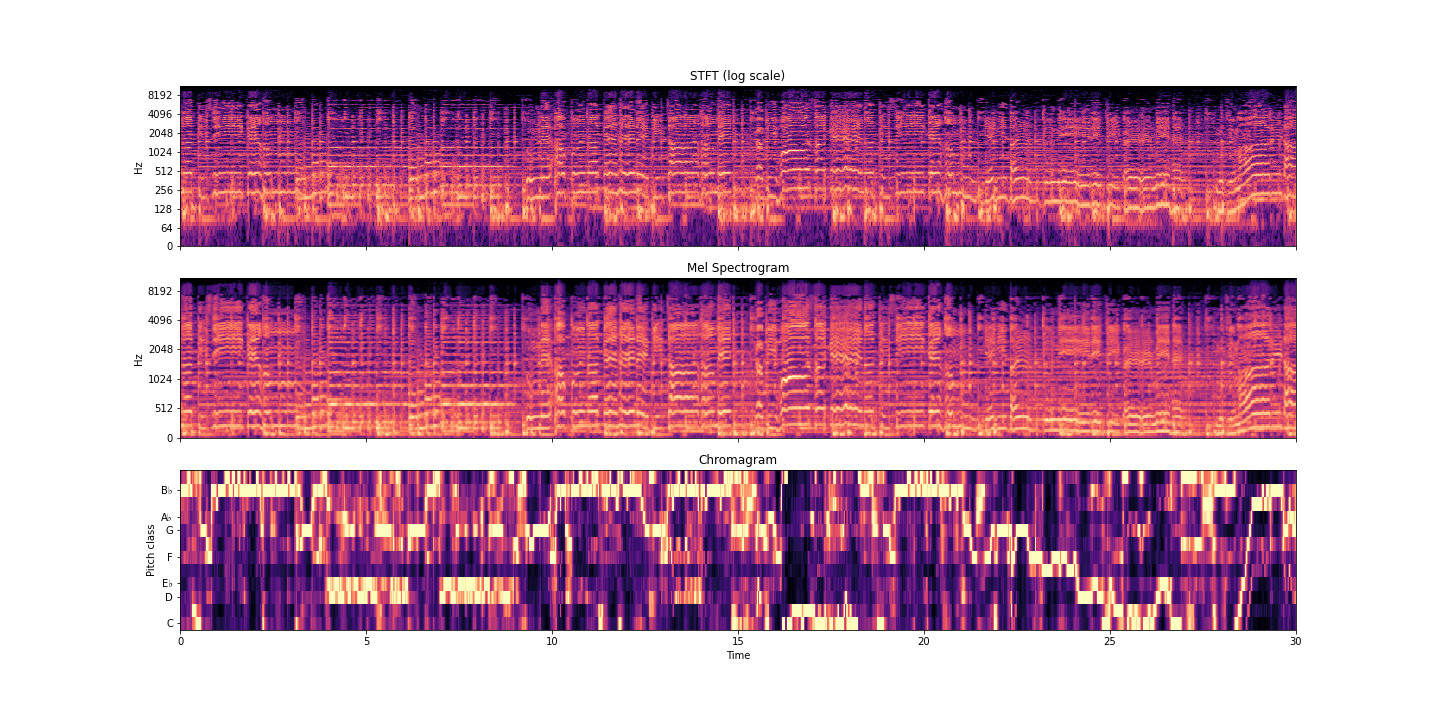 STFT (log scale)
8192
4096
2048
1024
512
256
128
64
0
Hz
Mel Spectrogram
8192
4096
2048
1024
512
0
Hz
Chromagram
B♭
A♭
G
F
E♭
D
C
Pitch class
0 5 10 15 20 25 30
Time